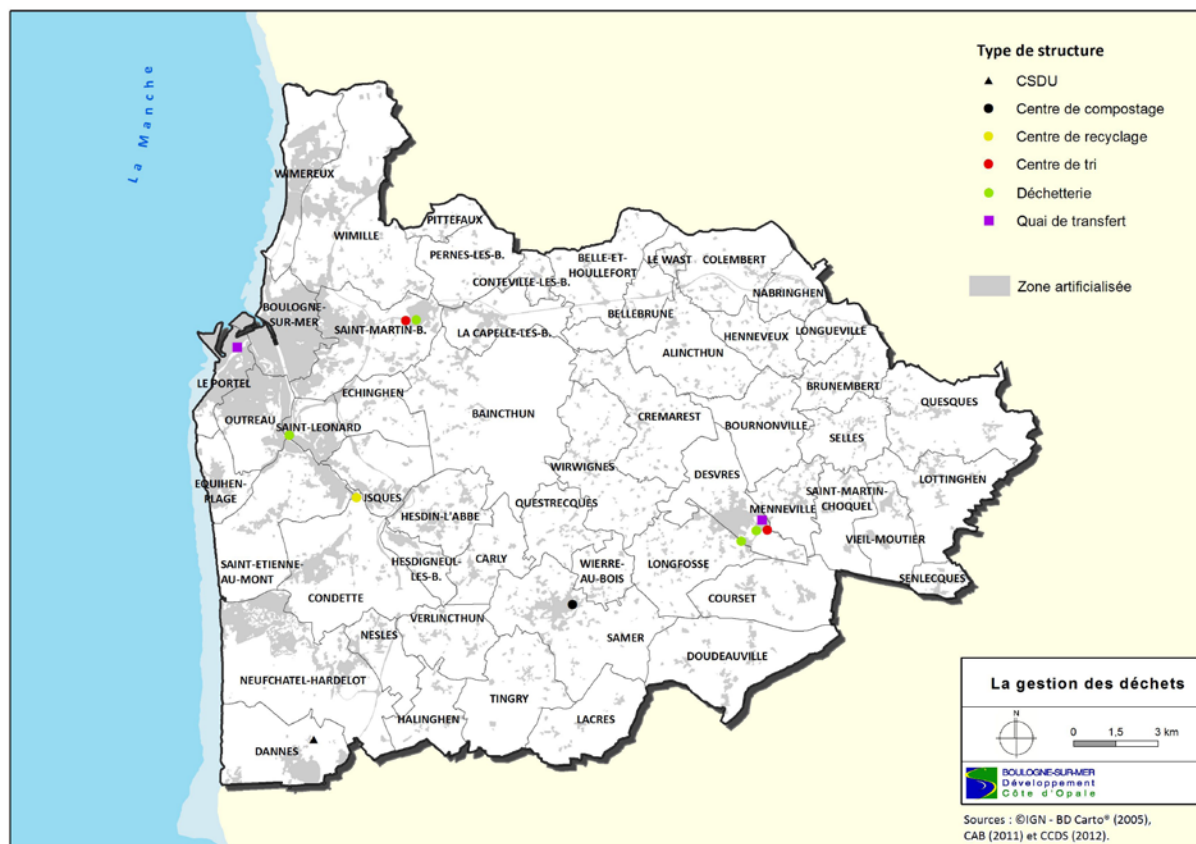 La Manche
Type de structure
CSDU
Centre de compostage
Centre de recyclage
Centre de tri
Déchetterie
Quai de transfert
Zone artificialisée
WIMEREUX
WIMILLE
PITTEFAUX
PERNES-LES-B.
CONTEVILLE-LES-B.
BELLE-ET-
HOULLEFORT
LE WAST
COLEMBERT
NABRINGHEN
BOULOGNE-
SUR-MER
SAINT-MARTIN-B.
LA CAPELLE-LES-B.
BELLEBRUNE
HENNEVEUX
LONGUEVILLE
ALINCTHUN
LE PORTEL
ECHINGHEN
BRUNEMBERT
QUESQUES
OUTREAU
SAINT-LEONARD
BAINCTHUN
CREMAREST
BOURNONVILLE
SELLES
EQUIHEN-
PLAGE
ISQUES
WIRWIGNES
DESVRES
LOTTINGHEN
HESDIN-L'ABBE
QUESTRECQUES
MENNEVILLE
SAINT-MARTIN-
CHOQUEL
VIEIL-MOUTIER
SAINT-ETIENNE-
AU-MONT
HESDIGNEUL-
LES-B.
CARLY
WIERRE-
AU-BOIS
LONGFOSSE
SENLECQUES
CONDETTE
COURSET
VERLINCTHUN
NESLES
SAMER
DOUDEAUVILLE
NEUFCHATEL-HARDELOT
TINGRY
HALINGHEN
LACRES
DANNES
La gestion des déchets
N
0 1,5 3 km
BOULOGNE-SUR-MER
Développement
Côte d'Opale
Sources : ©IGN - BD Carto® (2005),
CAB (2011) et CCDS (2012).